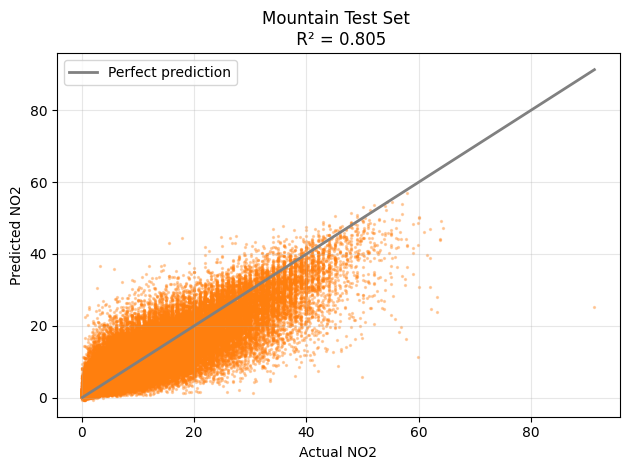 Mountain Test Set
R² = 0.805
Perfect prediction
Predicted NO2
80
60
40
20
0
0 20 40 60 80
Actual NO2